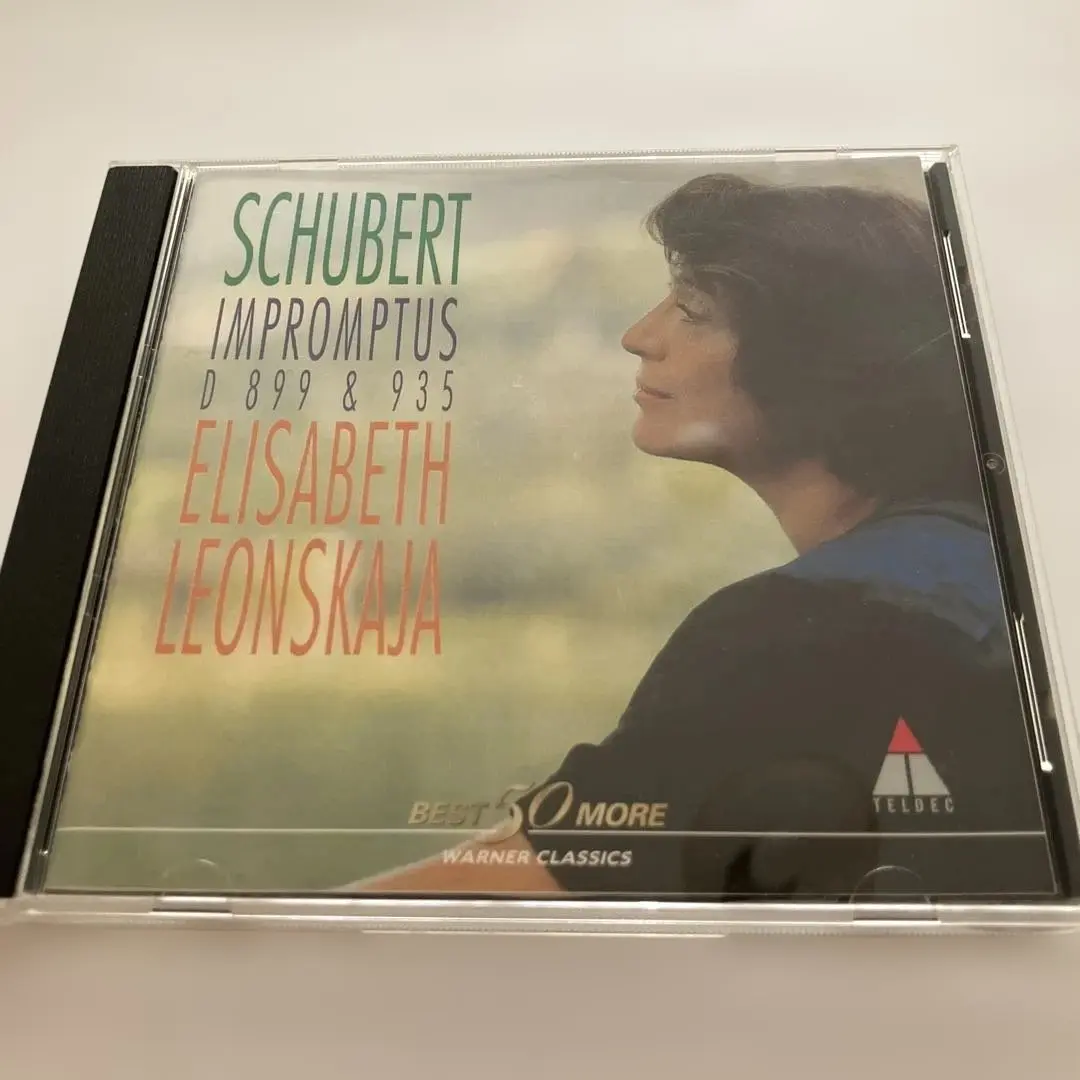 SCHUBERT
IMPROMPTUS
D 899 & 935
ELISABETH
LEONSKAJA
TELDEC
BEST 50 MORE
WARNER CLASSICS